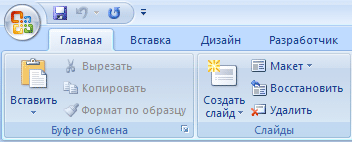 Главная Вставка Дизайн Разработчик
Вставить
Вырезать
Копировать
Формат по образцу
Буфер обмена
Создать
слайд
Макет
Восстановить
Удалить
Слайды